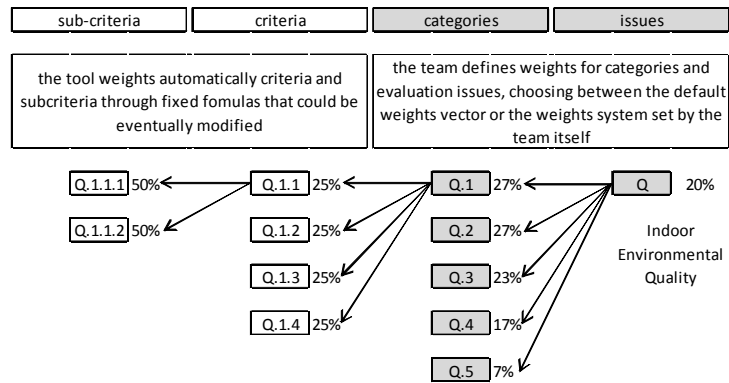 sub-criteria criteria categories issues
the tool weights automatically criteria and
subcriteria through fixed fomulas that could be
eventually modified
the team defines weights for categories and
evaluation issues, choosing between the default
weights vector or the weights system set by the
team itself
Q.1.1.1 50% Q.1.1 25% Q.1 27% Q 20%
Q.1.1.2 50% Q.1.2 25% Q.2 27% Indoor
Environmental
Q.1.3 25% Q.3 23% Quality
Q.1.4 25% Q.4 17%
Q.5 7%